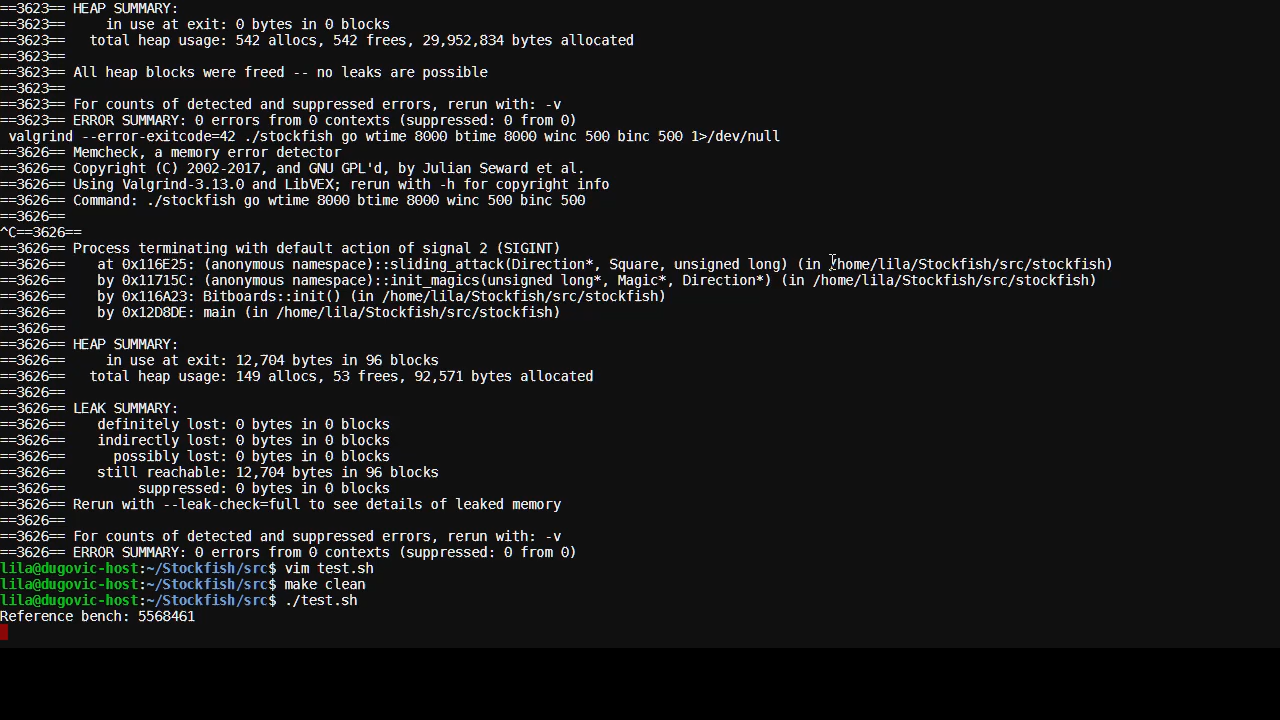 ==3623== HEAP SUMMARY:
==3623==     in use at exit: 0 bytes in 0 blocks
==3623==   total heap usage: 542 allocs, 542 frees, 29,952,834 bytes allocated
==3623==
==3623== All heap blocks were freed -- no leaks are possible
==3623==
==3623== For counts of detected and suppressed errors, rerun with: -v
==3623== ERROR SUMMARY: 0 errors from 0 contexts (suppressed: 0 from 0)
 valgrind --error-exitcode=42 ./stockfish go wtime 8000 btime 8000 winc 500 binc 500 1>/dev/null
==3626== Memcheck, a memory error detector
==3626== Copyright (C) 2002-2017, and GNU GPL'd, by Julian Seward et al.
==3626== Using Valgrind-3.13.0 and LibVEX; rerun with -h for copyright info
==3626== Command: ./stockfish go wtime 8000 btime 8000 winc 500 binc 500
==3626==
^C==3626==
==3626== Process terminating with default action of signal 2 (SIGINT)
==3626==    at 0x116E25: (anonymous namespace)::sliding_attack(Direction*, Square, unsigned long) (in /home/lila/Stockfish/src/stockfish)
==3626==    by 0x11715C: (anonymous namespace)::init_magics(unsigned long*, Magic*, Direction*) (in /home/lila/Stockfish/src/stockfish)
==3626==    by 0x116A23: Bitboards::init() (in /home/lila/Stockfish/src/stockfish)
==3626==    by 0x12D8DE: main (in /home/lila/Stockfish/src/stockfish)
==3626==
==3626== HEAP SUMMARY:
==3626==     in use at exit: 12,704 bytes in 96 blocks
==3626==   total heap usage: 149 allocs, 53 frees, 92,571 bytes allocated
==3626==
==3626== LEAK SUMMARY:
==3626==    definitely lost: 0 bytes in 0 blocks
==3626==    indirectly lost: 0 bytes in 0 blocks
==3626==      possibly lost: 0 bytes in 0 blocks
==3626==    still reachable: 12,704 bytes in 96 blocks
==3626==         suppressed: 0 bytes in 0 blocks
==3626== Rerun with --leak-check=full to see details of leaked memory
==3626==
==3626== For counts of detected and suppressed errors, rerun with: -v
==3626== ERROR SUMMARY: 0 errors from 0 contexts (suppressed: 0 from 0)
lila@dugovic-host:~/Stockfish/src$ vim test.sh
lila@dugovic-host:~/Stockfish/src$ make clean
lila@dugovic-host:~/Stockfish/src$ ./test.sh
Reference bench: 5568461